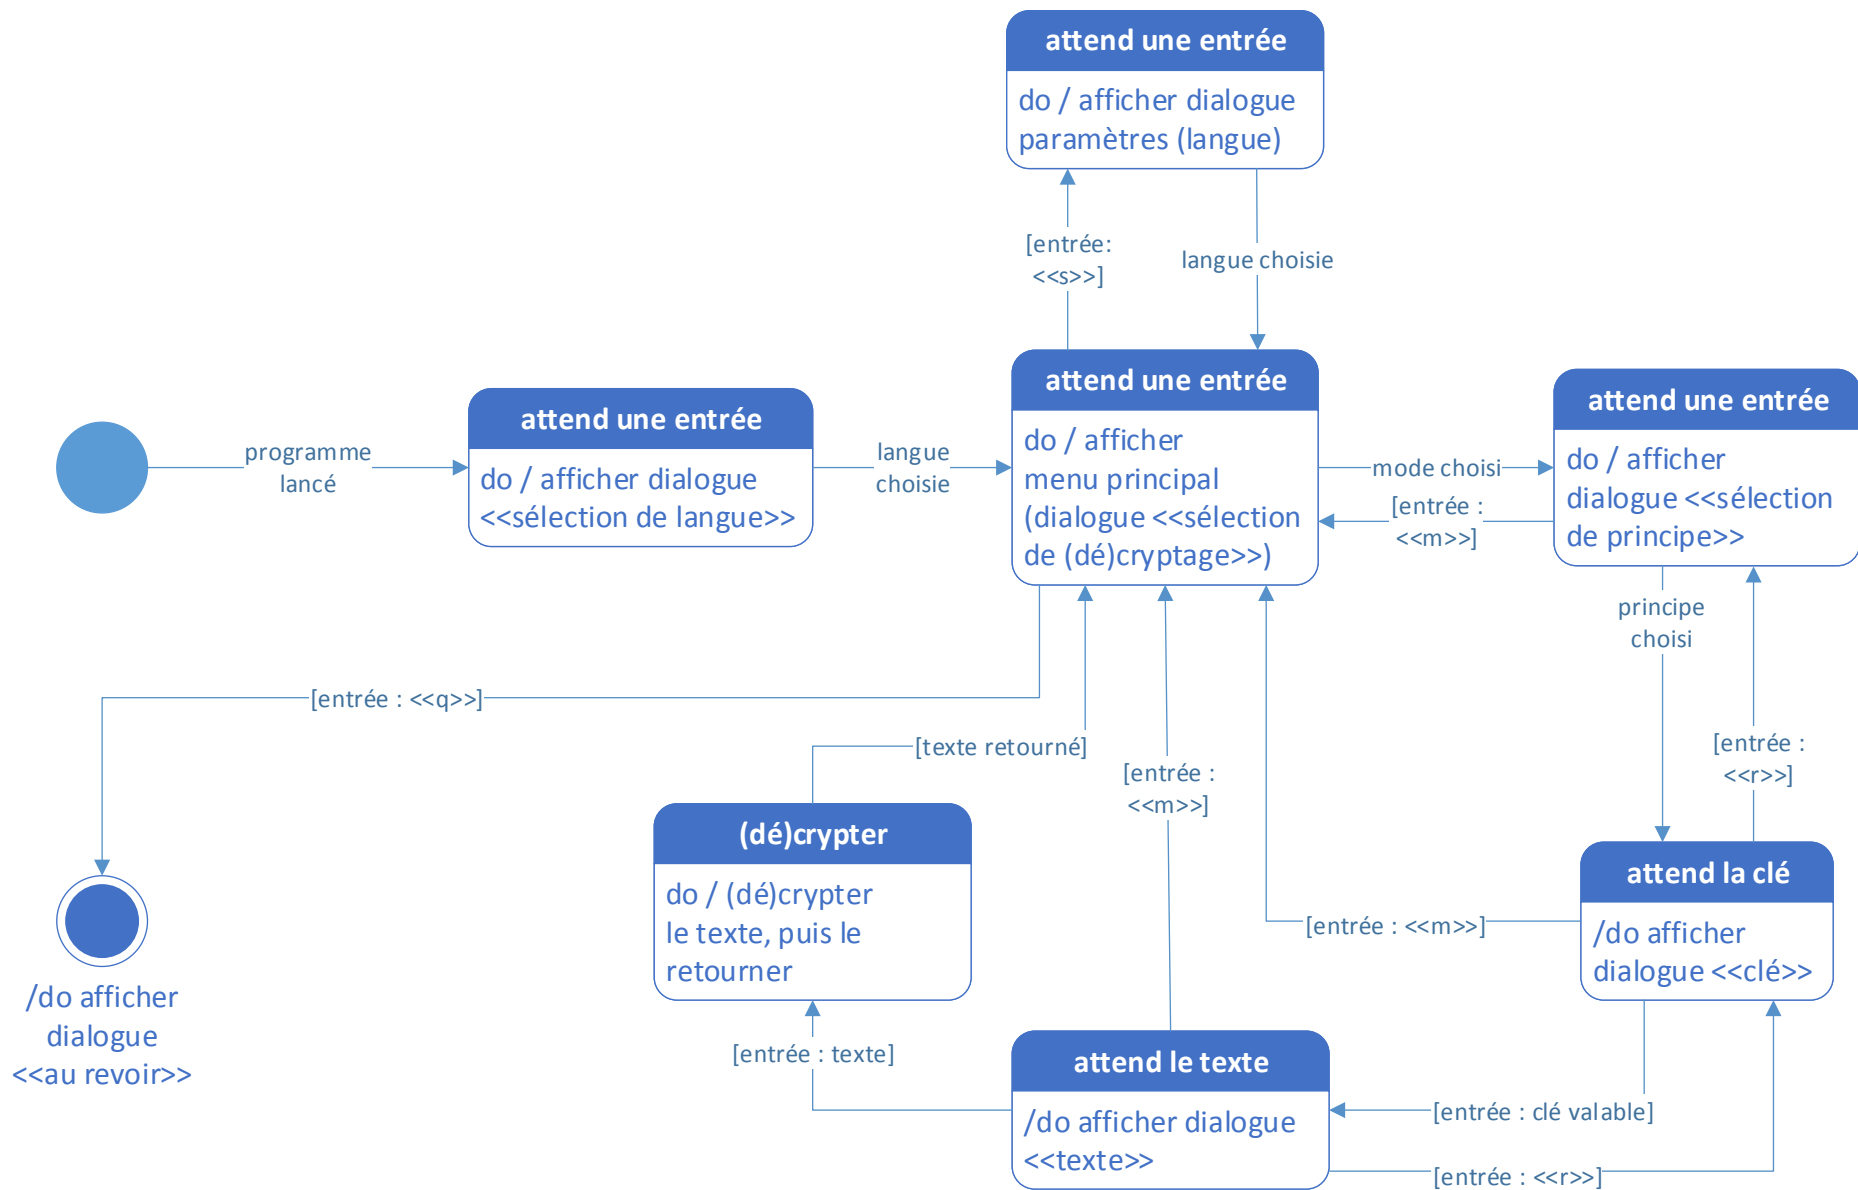 attend une entrée
do / afficher dialogue
paramètres (langue)
[entrée:
<<s>>]
langue choisie
programme
lancé
attend une entrée
do / afficher dialogue
<<sélection de langue>>
langue
choisie
attend une entrée
do / afficher
menu principal
(dialogue <<sélection
de (dé)cryptage>>)
mode choisi
[entrée :
<<m>>]
attend une entrée
do / afficher
dialogue <<sélection
de principe>>
principe
choisi
[entrée :
<<r>>]
[entrée : <<q>>]
[texte retourné]
[entrée :
<<m>>]
(dé)crypter
do / (dé)crypter
le texte, puis le
retourner
attend la clé
/do afficher
dialogue <<clé>>
[entrée : <<m>>]
/do afficher
dialogue
<<au revoir>>
[entrée : texte]
attend le texte
/do afficher dialogue
<<texte>>
[entrée : clé valable]
[entrée : <<r>>]